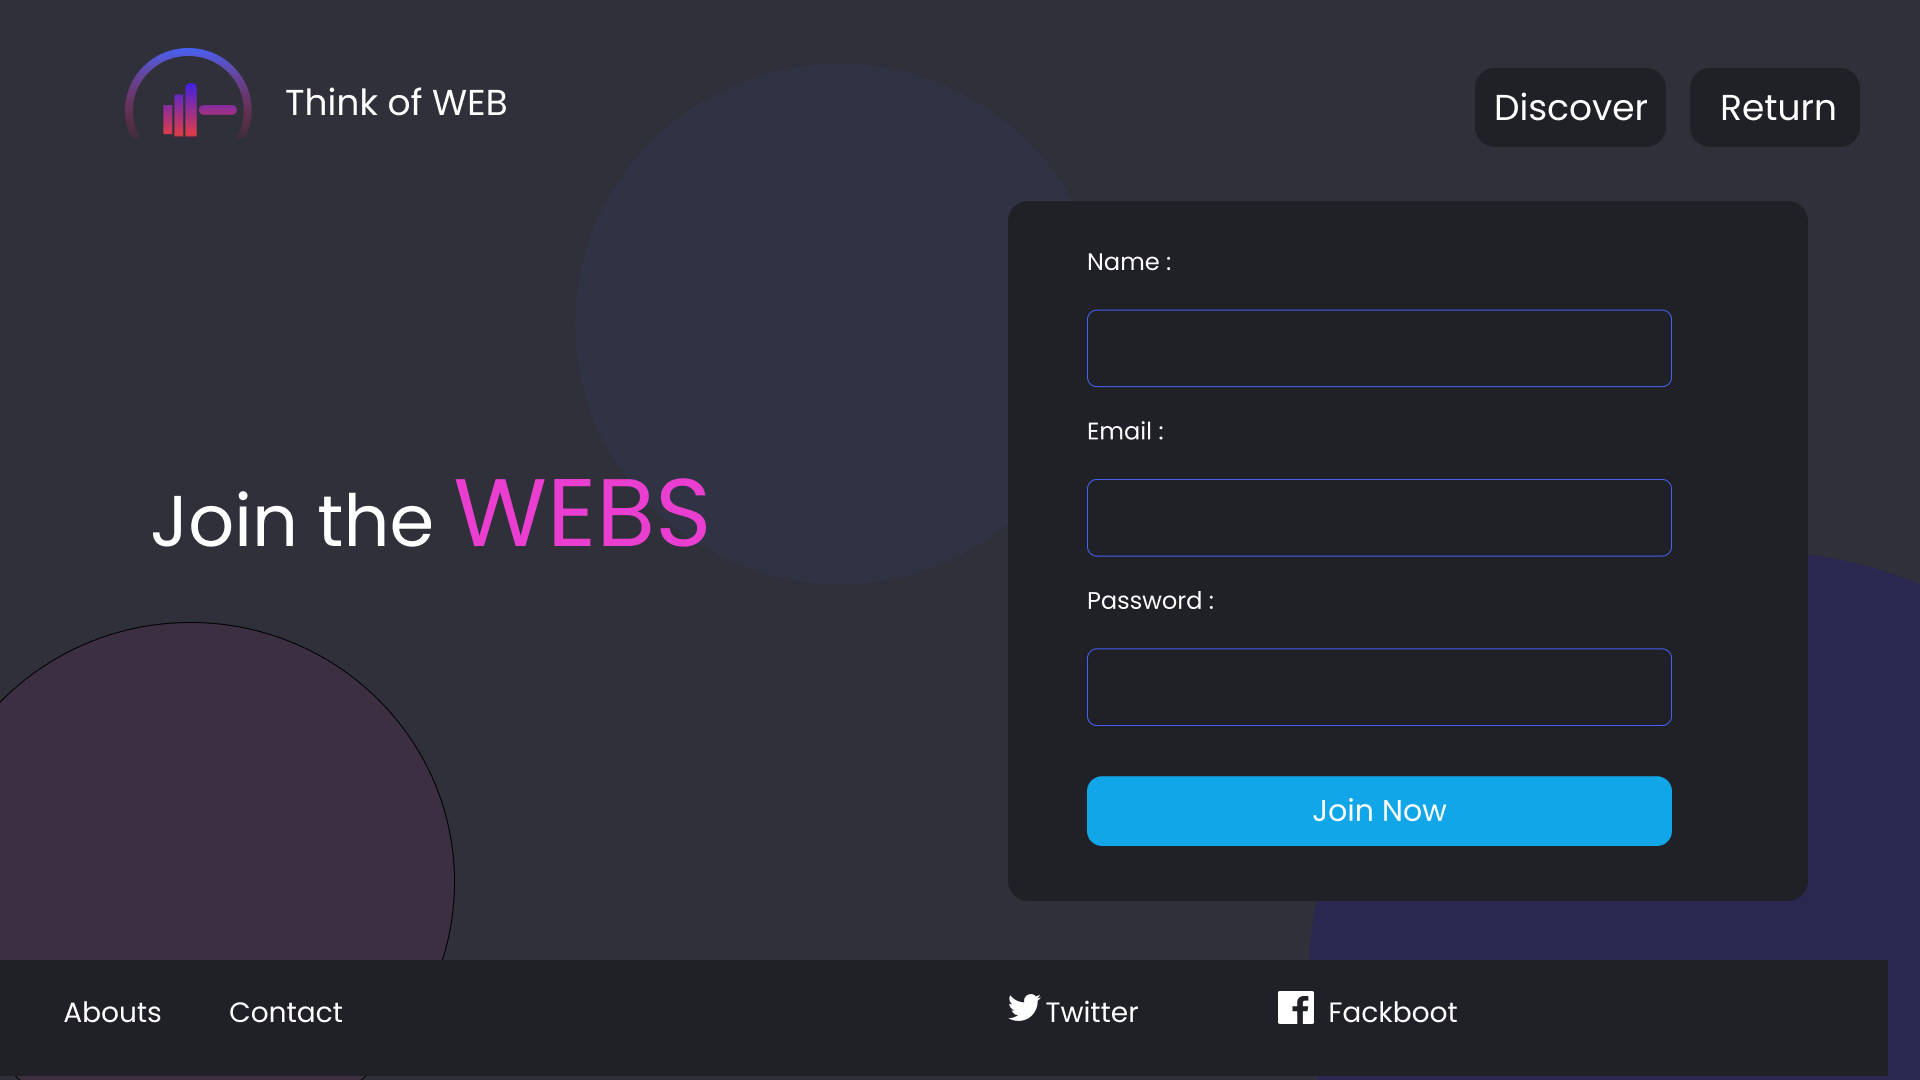 Think of WEB
Discover
Return
Name :
Email :
Join the WEBS
Password :
Join Now
Abouts
Contact
Twitter
Fackboot